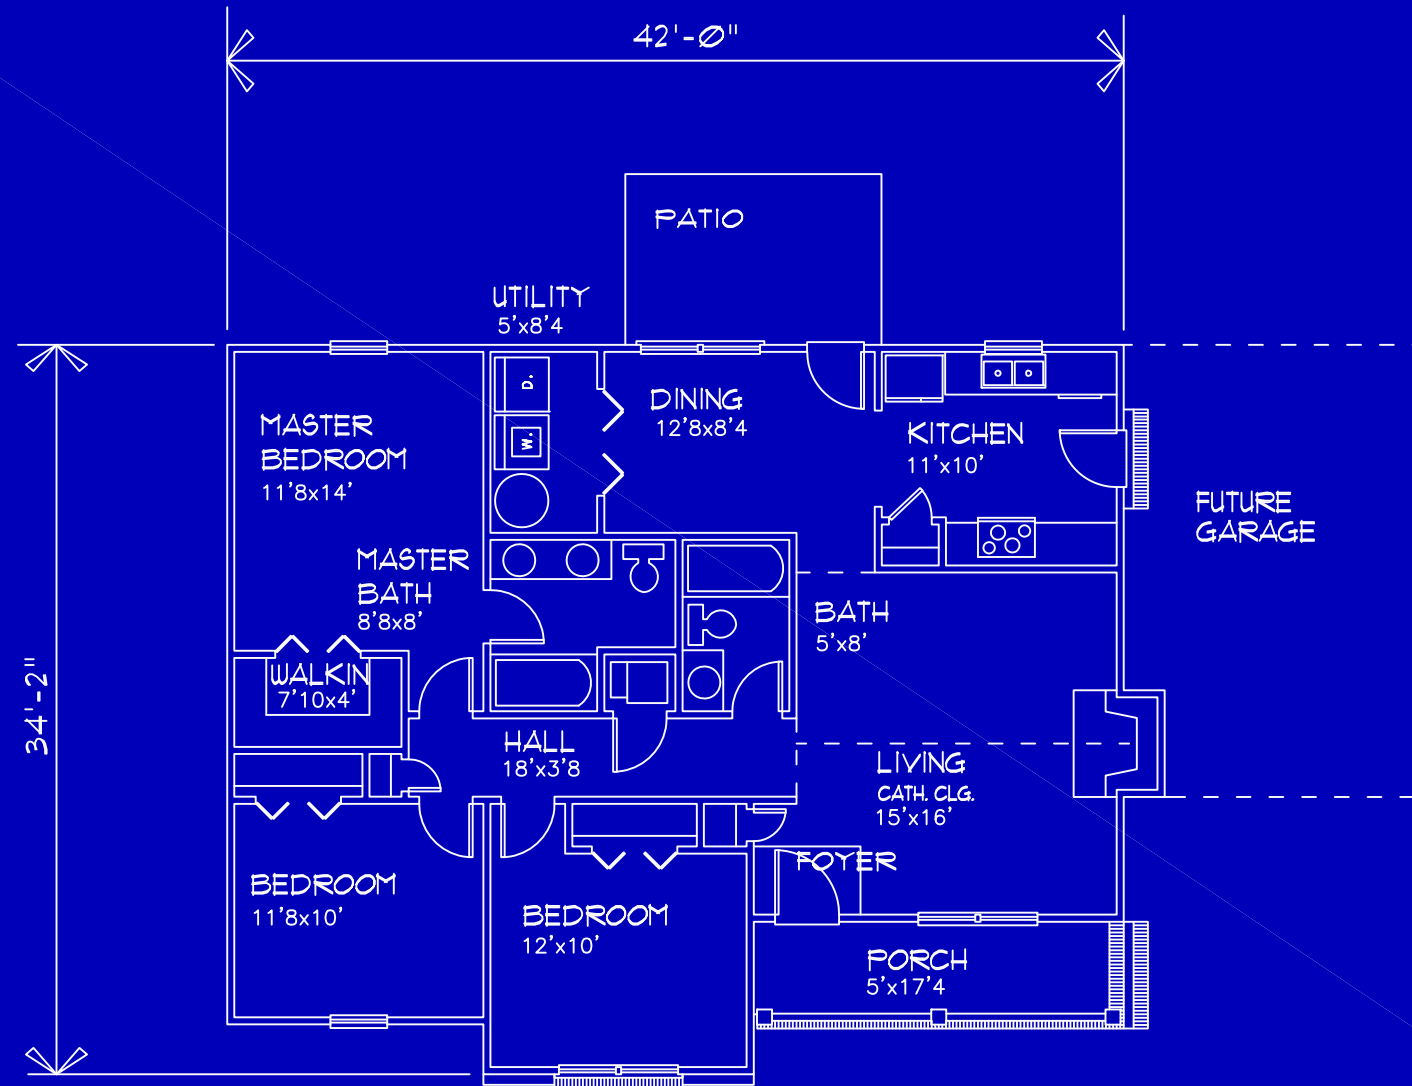 42'-0"
PATIO
UTILITY
5'x8'4
D.
W.
DINING
12'8x8'4
MASTER
BEDROOM
11'8x14'
KITCHEN
11'x10'
FUTURE
GARAGE
MASTER
BATH
8'8x8'
BATH
5'x8'
WALKIN
7'10x4'
34'-2"
HALL
18'x3'8
LIVING
CATH. CLG.
15'x16'
FOYER
BEDROOM
11'8x10'
BEDROOM
12'x10'
PORCH
5'x17'4